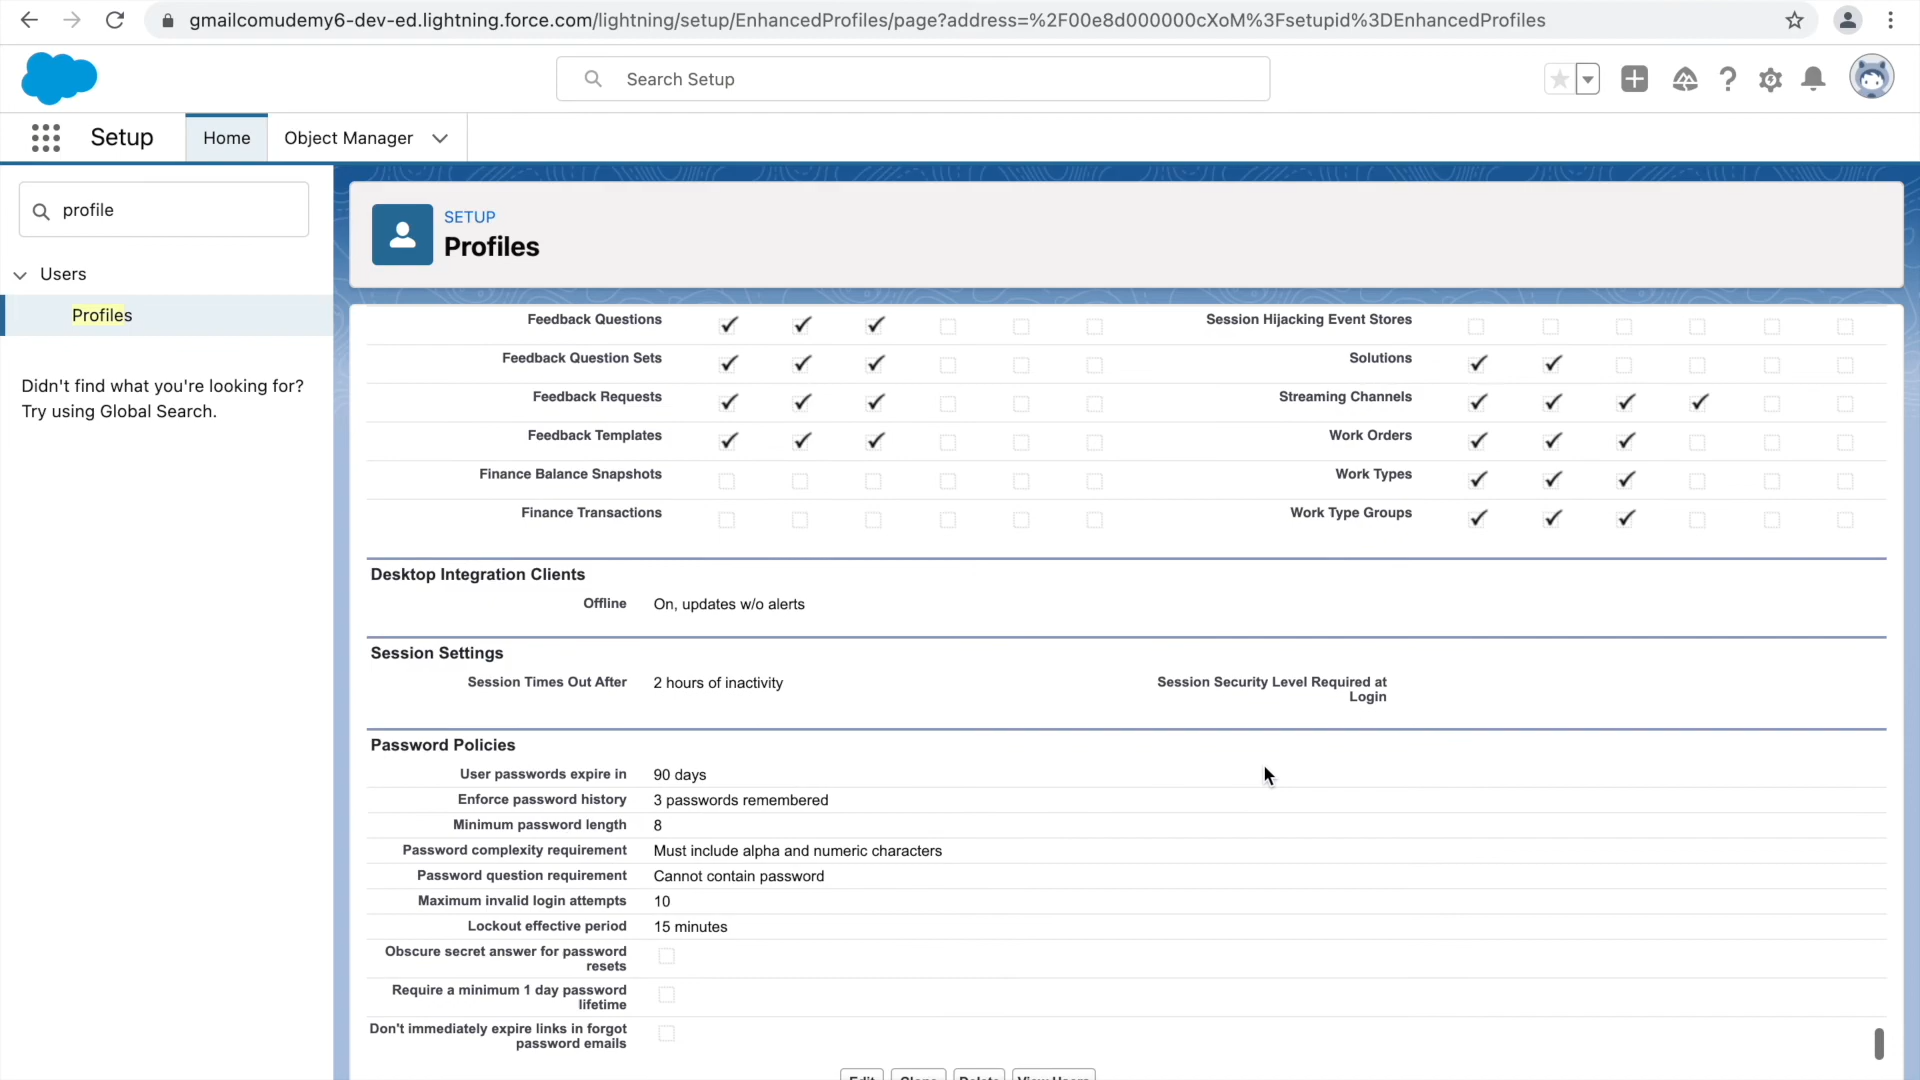 gmailcomudemy6-dev-ed.lightning.force.com/lightning/setup/EnhancedProfiles/page?address=%2F00e8d000000cXoM%3Fsetupid%3DEnhancedProfiles
Search Setup
Setup
Home
Object Manager
profile
Users
Profiles
Didn't find what you're looking for?
Try using Global Search.
SETUP
Profiles
Feedback Questions
Session Hijacking Event Stores
Feedback Question Sets
Solutions
Feedback Requests
Streaming Channels
Feedback Templates
Work Orders
Finance Balance Snapshots
Work Types
Finance Transactions
Work Type Groups
Desktop Integration Clients
Offline On, updates w/o alerts
Session Settings
Session Times Out After 2 hours of inactivity
Session Security Level Required at
Login
Password Policies
User passwords expire in 90 days
Enforce password history 3 passwords remembered
Minimum password length 8
Password complexity requirement Must include alpha and numeric characters
Password question requirement Cannot contain password
Maximum invalid login attempts 10
Lockout effective period 15 minutes
Obscure secret answer for password
resets
Require a minimum 1 day password
lifetime
Don't immediately expire links in forgot
password emails
Edit Clone Delete View Users